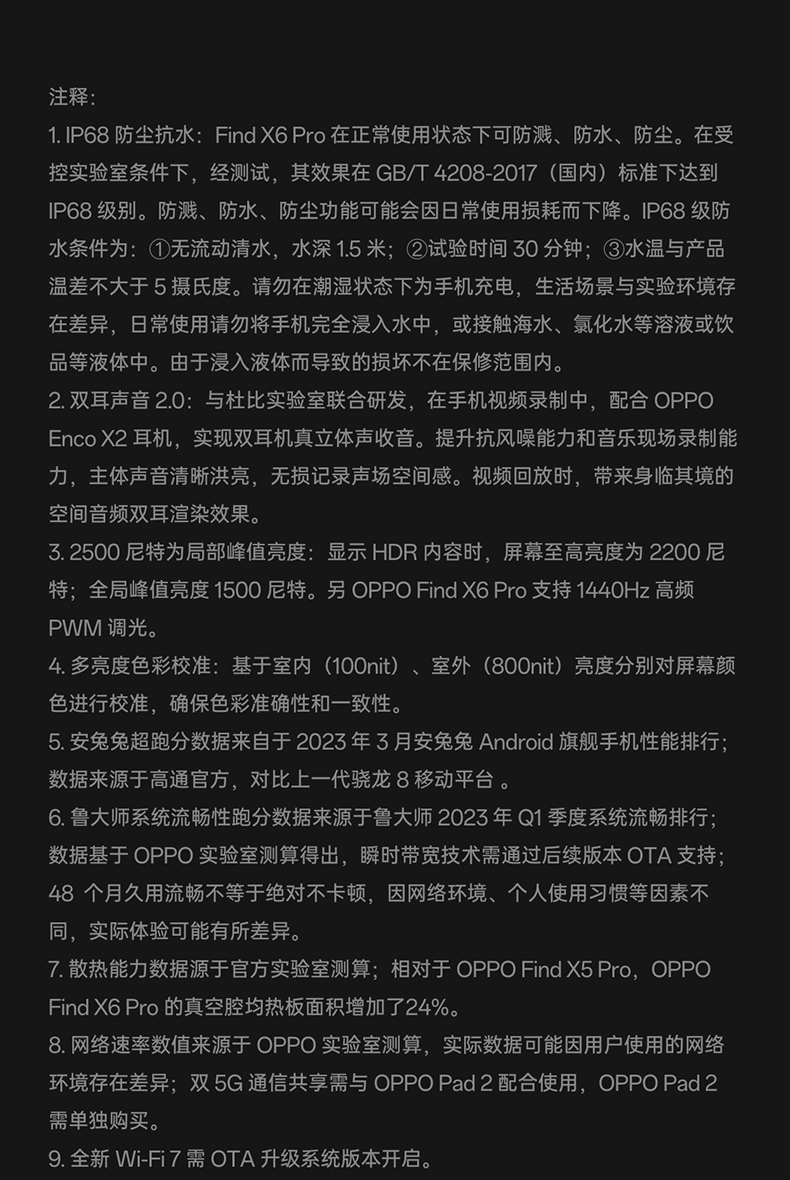 注释：
1. IP68 防尘抗水：Find X6 Pro 在正常使用状态下可防溅、防水、防尘。在受
控实验室条件下，经测试，其效果在 GB/T 4208-2017（国内）标准下达到
IP68 级别。防溅、防水、防尘功能可能会因日常使用损耗而下降。IP68 级防
水条件为：①无流动清水，水深 1.5 米；②试验时间 30 分钟；③水温与产品
温差不大于 5 摄氏度。请勿在潮湿状态下为手机充电，生活场景与实验环境存
在差异，日常使用请勿将手机完全浸入水中，或接触海水、氯化水等溶液或饮
品等液体中。由于浸入液体而导致的损坏不在保修范围内。
2. 双耳声音 2.0：与杜比实验室联合研发，在手机视频录制中，配合 OPPO
Enco X2 耳机，实现双耳机真立体声收音。提升抗风噪能力和音乐现场录制能
力，主体声音清晰洪亮，无损记录声场空间感。视频回放时，带来身临其境的
空间音频双耳渲染效果。
3. 2500 尼特为局部峰值亮度：显示 HDR 内容时，屏幕至高亮度为 2200 尼
特；全局峰值亮度 1500 尼特。另 OPPO Find X6 Pro 支持 1440Hz 高频
PWM 调光。
4. 多亮度色彩校准：基于室内（100nit）、室外（800nit）亮度分别对屏幕颜
色进行校准，确保色彩准确性和一致性。
5. 安兔兔超跑分数据来自于 2023 年 3 月安兔兔 Android 旗舰手机性能排行；
数据来源于高通官方，对比上一代骁龙 8 移动平台 。
6. 鲁大师系统流畅性跑分数据来源于鲁大师 2023 年 Q1 季度系统流畅排行；
数据基于 OPPO 实验室测算得出，瞬时带宽技术需通过后续版本 OTA 支持；
48 个月久用流畅不等于绝对不卡顿，因网络环境、个人使用习惯等因素不
同，实际体验可能有所差异。
7. 散热能力数据源于官方实验室测算；相对于 OPPO Find X5 Pro，OPPO
Find X6 Pro 的真空腔均热板面积增加了24%。
8. 网络速率数值来源于 OPPO 实验室测算，实际数据可能因用户使用的网络
环境存在差异；双 5G 通信共享需与 OPPO Pad 2 配合使用，OPPO Pad 2
需单独购买。
9. 全新 Wi-Fi 7 需 OTA 升级系统版本开启。